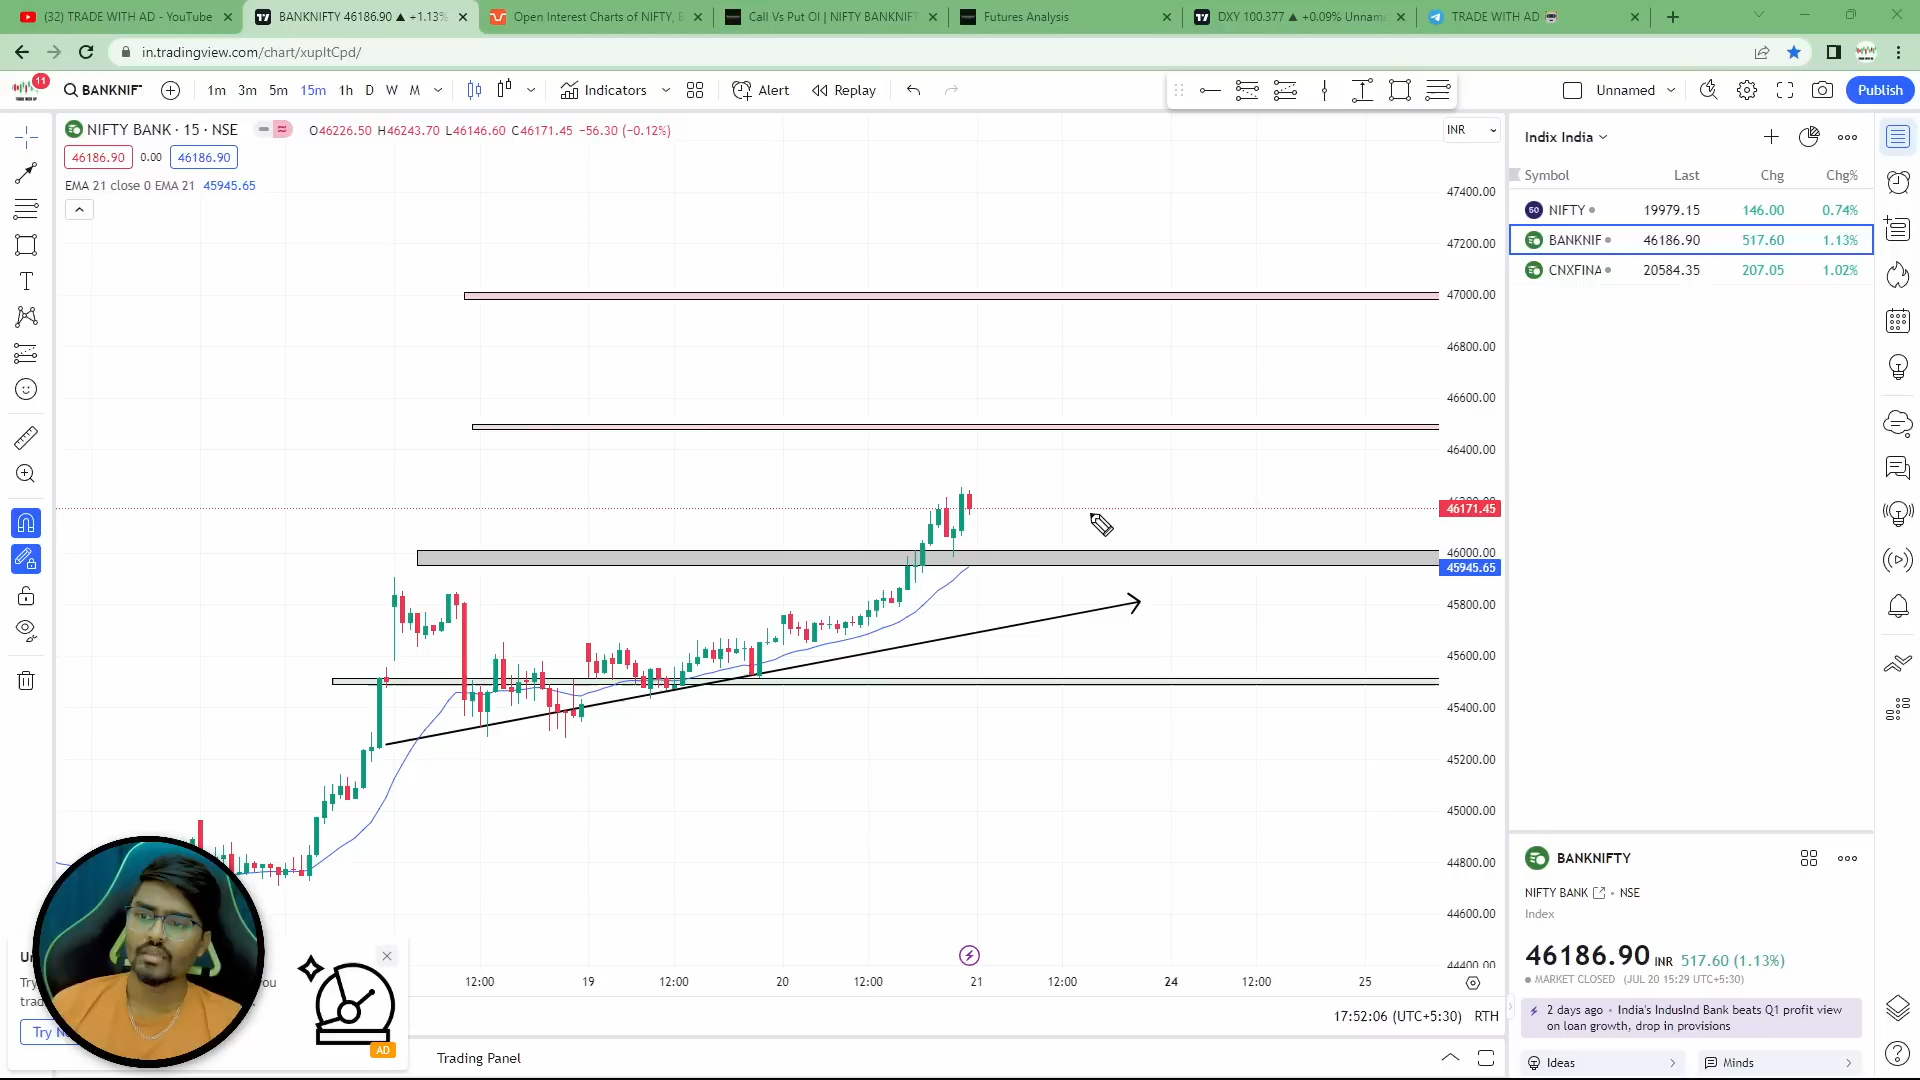 (32) TRADE WITH AD - YouTube
BANKNIFTY 46186.90 ▲ +1.13%
Open Interest Charts of NIFTY, B
Call Vs Put OI | NIFTY BANKNIFT
Futures Analysis
DXY 100.377 ▲ +0.09% Unnam
TRADE WITH AD
in.tradingview.com/chart/xupItCpd/
11
BANKNIF
1m 3m 5m 15m 1h D W M
Indicators
Alert
Replay
Unnamed
Publish
NIFTY BANK · 15 · NSE
O46226.50 H46243.70 L46146.60 C46171.45 −56.30 (−0.12%)
46186.90 0.00 46186.90
EMA 21 close 0 EMA 21 45945.65
INR
47400.00
47200.00
47000.00
46800.00
46600.00
46400.00
46171.45
46000.00
45945.65
45800.00
45600.00
45400.00
45200.00
45000.00
44800.00
44600.00
44400.00
12:00 19 12:00 20 12:00 21 12:00 24 12:00 25
17:52:06 (UTC+5:30) RTH
Trading Panel
AD
Indix India
Symbol Last Chg Chg%
50 NIFTY 19979.15 146.00 0.74%
BANKNIF 46186.90 517.60 1.13%
CNXFINA 20584.35 207.05 1.02%
BANKNIFTY
NIFTY BANK · NSE
Index
46186.90 INR 517.60 (1.13%)
MARKET CLOSED (JUL 20 15:29 UTC+5:30)
2 days ago · India's IndusInd Bank beats Q1 profit view
on loan growth, drop in provisions
Ideas
Minds